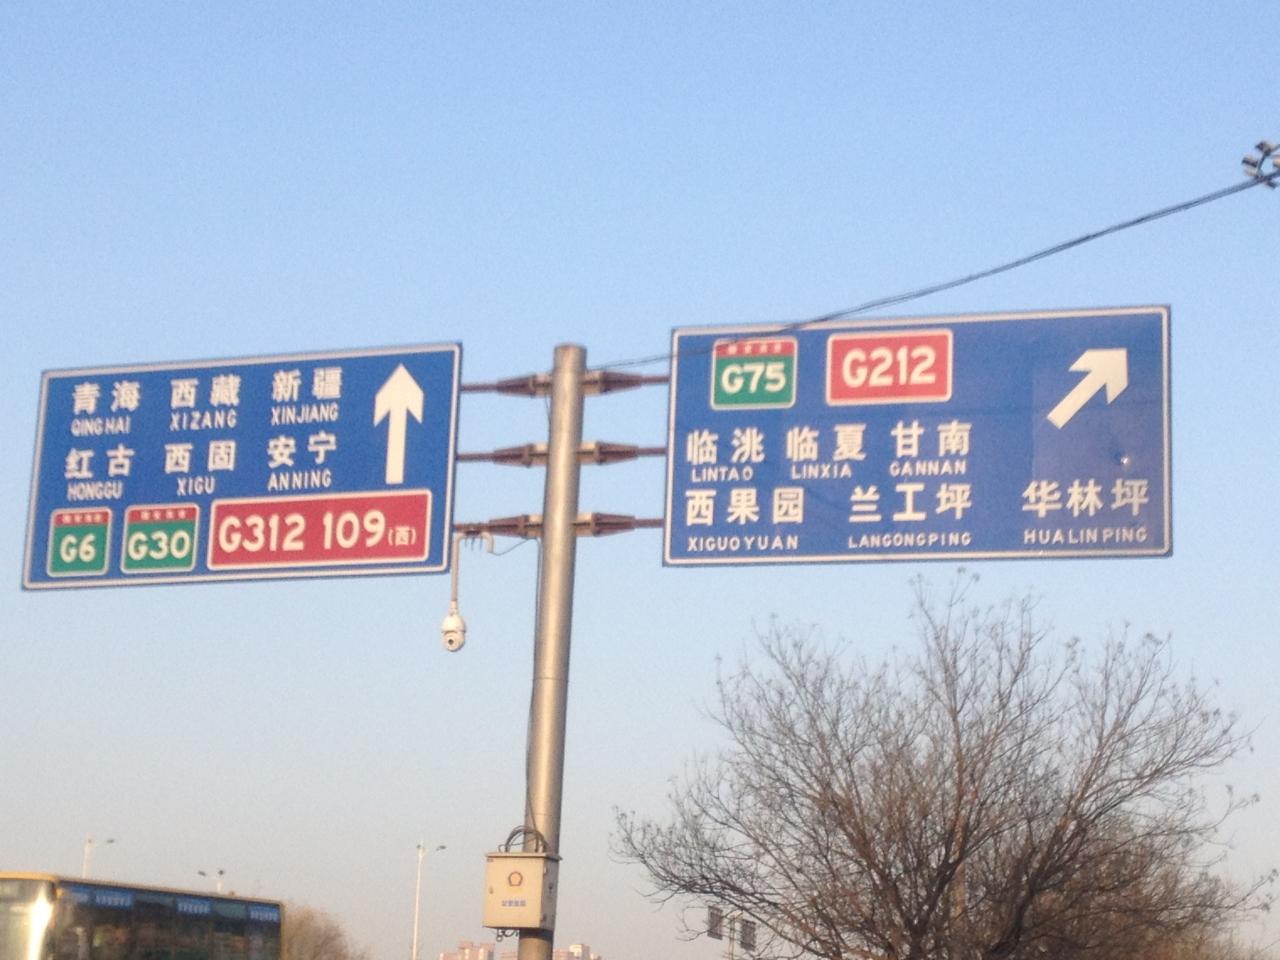 青海 西藏 新疆
QINGHAI XIZANG XINJIANG
红古 西固 安宁
HONGGU XIGU ANNING
G6 G30 G312 109(西)
G75 G212
临洮 临夏 甘南
LINTAO LINXIA GANNAN
西果园 兰工坪 华林坪
XIGUOYUAN LANGONGPING HUALINPING